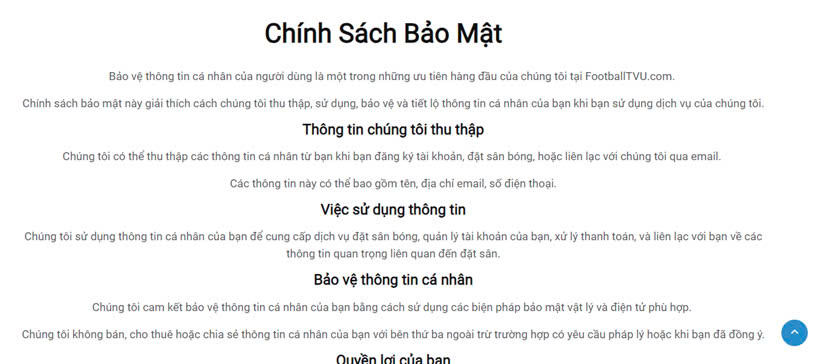 Chính Sách Bảo Mật
Bảo vệ thông tin cá nhân của người dùng là một trong những ưu tiên hàng đầu của chúng tôi tại FootballTVU.com.
Chính sách bảo mật này giải thích cách chúng tôi thu thập, sử dụng, bảo vệ và tiết lộ thông tin cá nhân của bạn khi bạn sử dụng dịch vụ của chúng tôi.
Thông tin chúng tôi thu thập
Chúng tôi có thể thu thập các thông tin cá nhân từ bạn khi bạn đăng ký tài khoản, đặt sân bóng, hoặc liên lạc với chúng tôi qua email.
Các thông tin này có thể bao gồm tên, địa chỉ email, số điện thoại.
Việc sử dụng thông tin
Chúng tôi sử dụng thông tin cá nhân của bạn để cung cấp dịch vụ đặt sân bóng, quản lý tài khoản của bạn, xử lý thanh toán, và liên lạc với bạn về các
thông tin quan trọng liên quan đến đặt sân.
Bảo vệ thông tin cá nhân
Chúng tôi cam kết bảo vệ thông tin cá nhân của bạn bằng cách sử dụng các biện pháp bảo mật vật lý và điện tử phù hợp.
Chúng tôi không bán, cho thuê hoặc chia sẻ thông tin cá nhân của bạn với bên thứ ba ngoài trừ trường hợp có yêu cầu pháp lý hoặc khi bạn đã đồng ý.
Quyền lợi của bạn